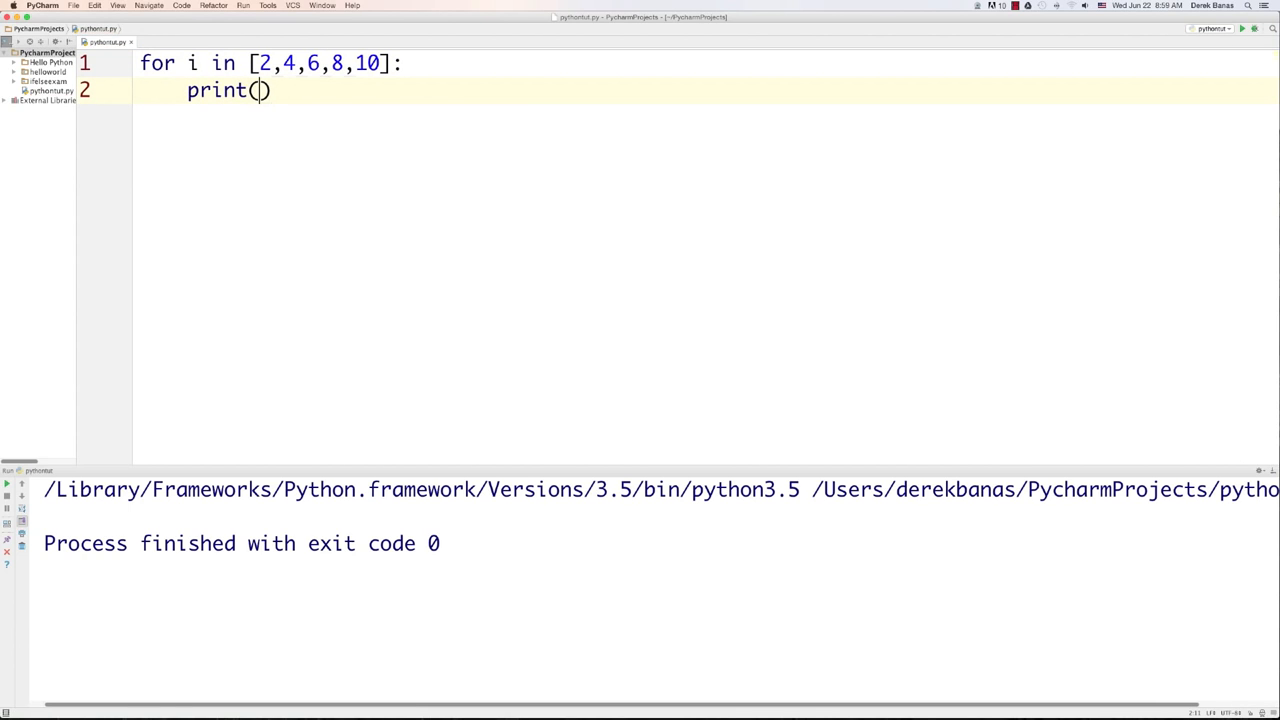 PyCharm File Edit View Navigate Code Refactor Run Tools VCS Window Help 10 Wed Jun 22 8:59 AM Derek Banas
pythontut.py - PycharmProjects - [~/PycharmProjects]
PycharmProjects pythontut.py pythontut
pythontut.py ×
PycharmProject
Hello Python
helloworld
ifelseexam
pythontut.py
External Librarie
1 for i in [2,4,6,8,10]:
2 print()
Run pythontut
/Library/Frameworks/Python.framework/Versions/3.5/bin/python3.5 /Users/derekbanas/PycharmProjects/pytho
Process finished with exit code 0
2:11 LF÷ UTF-8÷